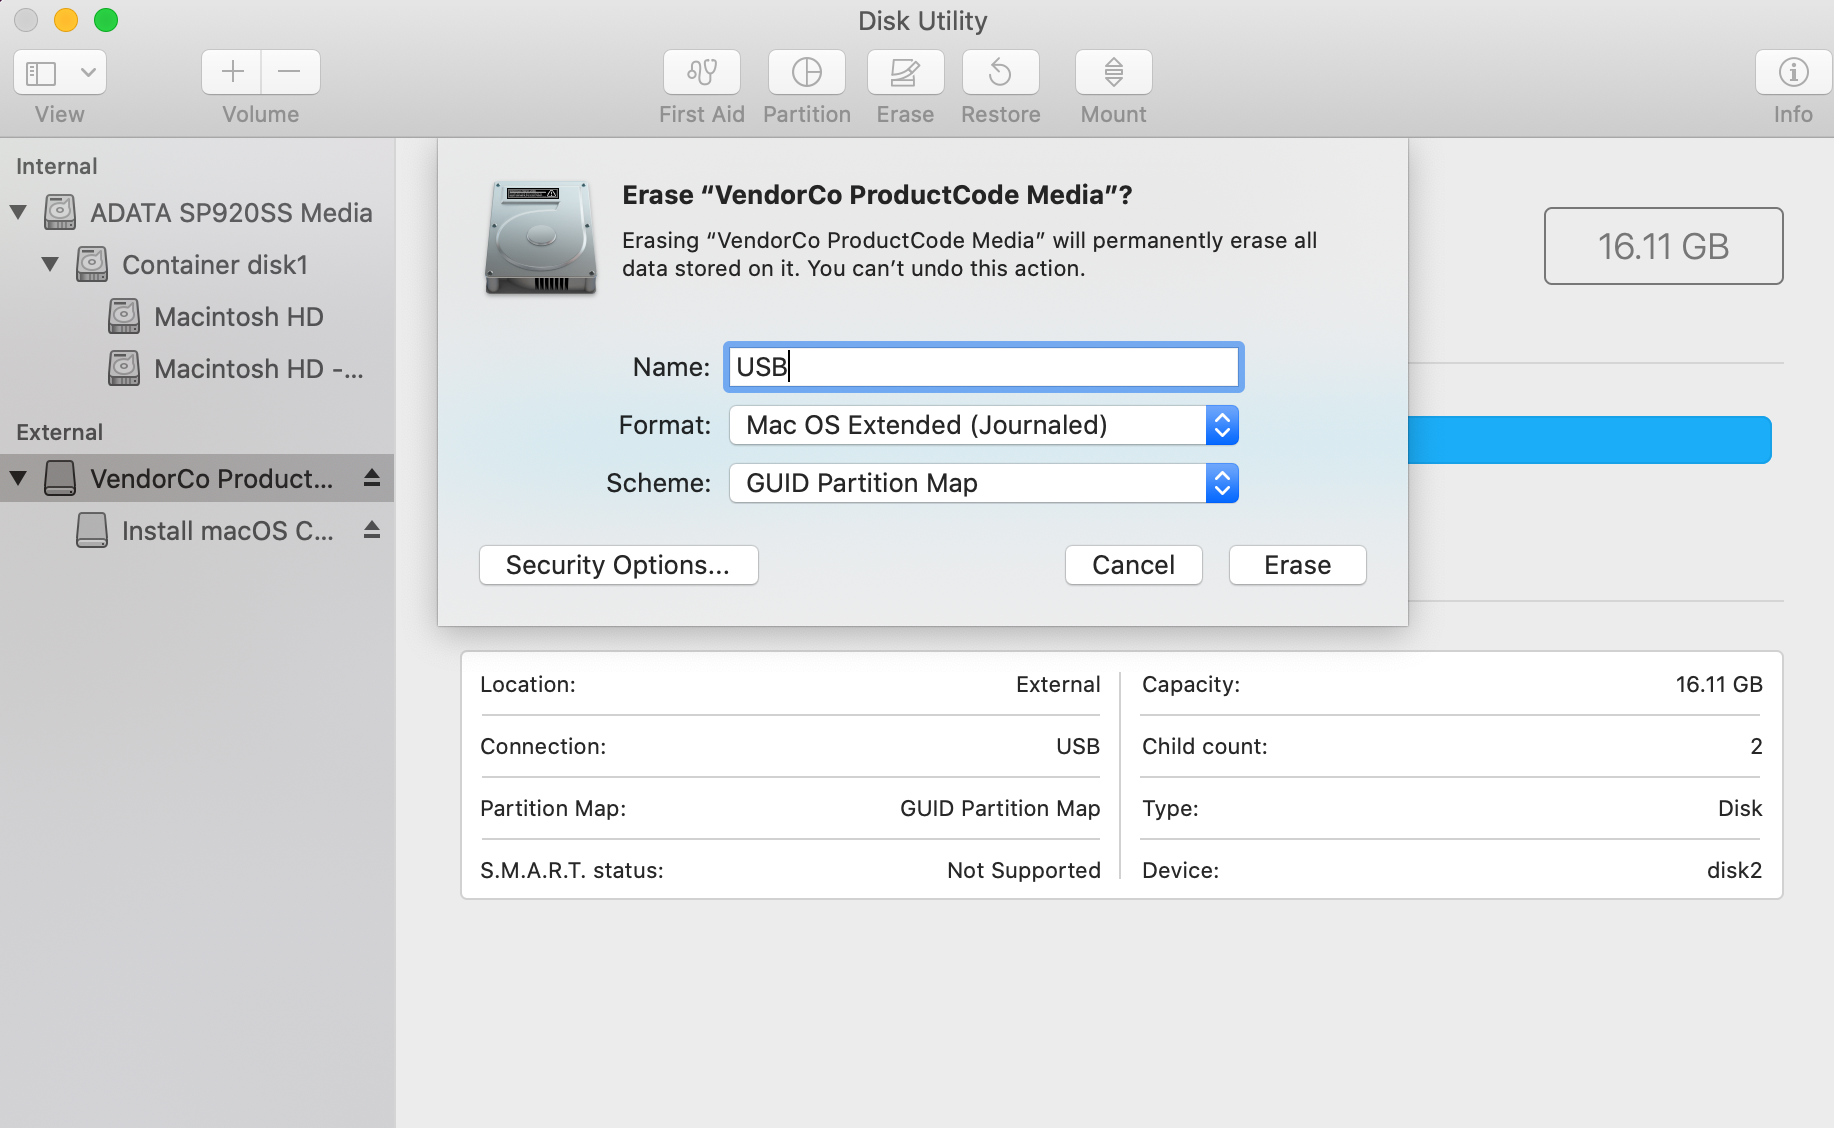 Disk Utility
View
Volume
First Aid
Partition
Erase
Restore
Mount
Info
Internal
ADATA SP920SS Media
Container disk1
Macintosh HD
Macintosh HD -...
External
VendorCo Product...
Install macOS C...
Erase “VendorCo ProductCode Media”?
Erasing “VendorCo ProductCode Media” will permanently erase all
data stored on it. You can’t undo this action.
Name: USB
Format: Mac OS Extended (Journaled)
Scheme: GUID Partition Map
Security Options...
Cancel
Erase
16.11 GB
Location: External
Connection: USB
Partition Map: GUID Partition Map
S.M.A.R.T. status: Not Supported
Capacity: 16.11 GB
Child count: 2
Type: Disk
Device: disk2